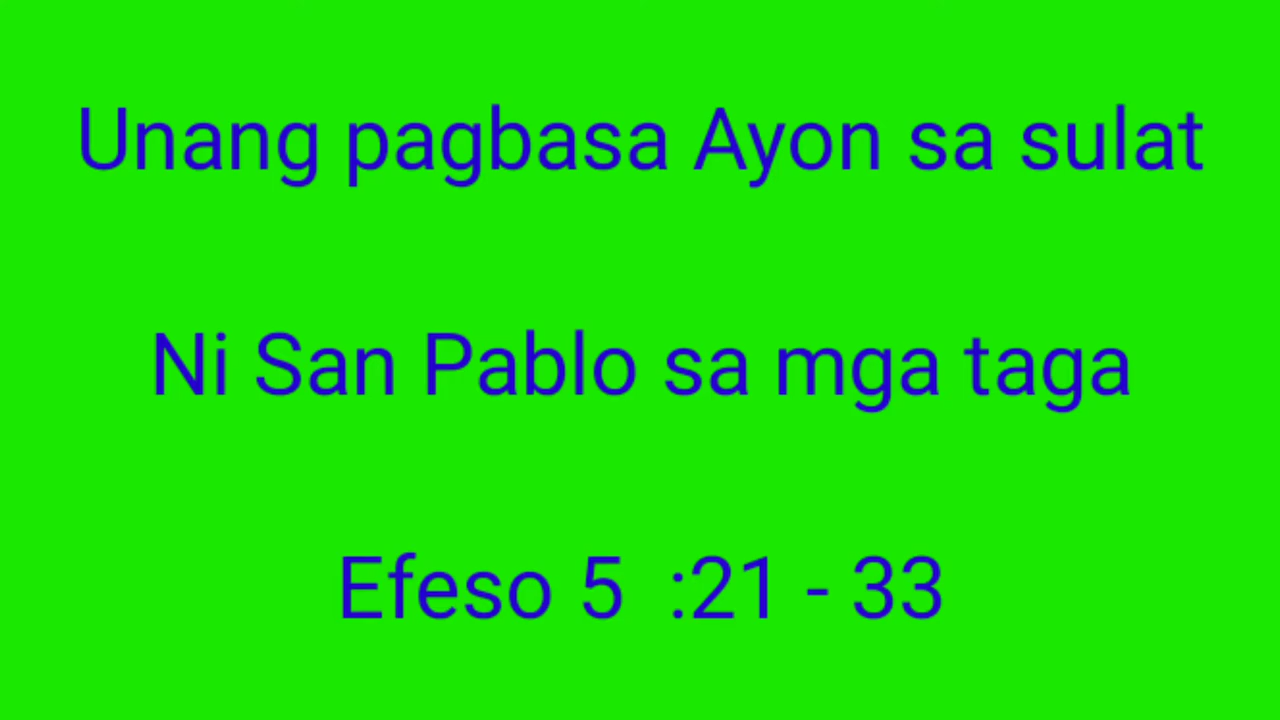 Unang pagbasa Ayon sa sulat
Ni San Pablo sa mga taga
Efeso 5 :21 - 33